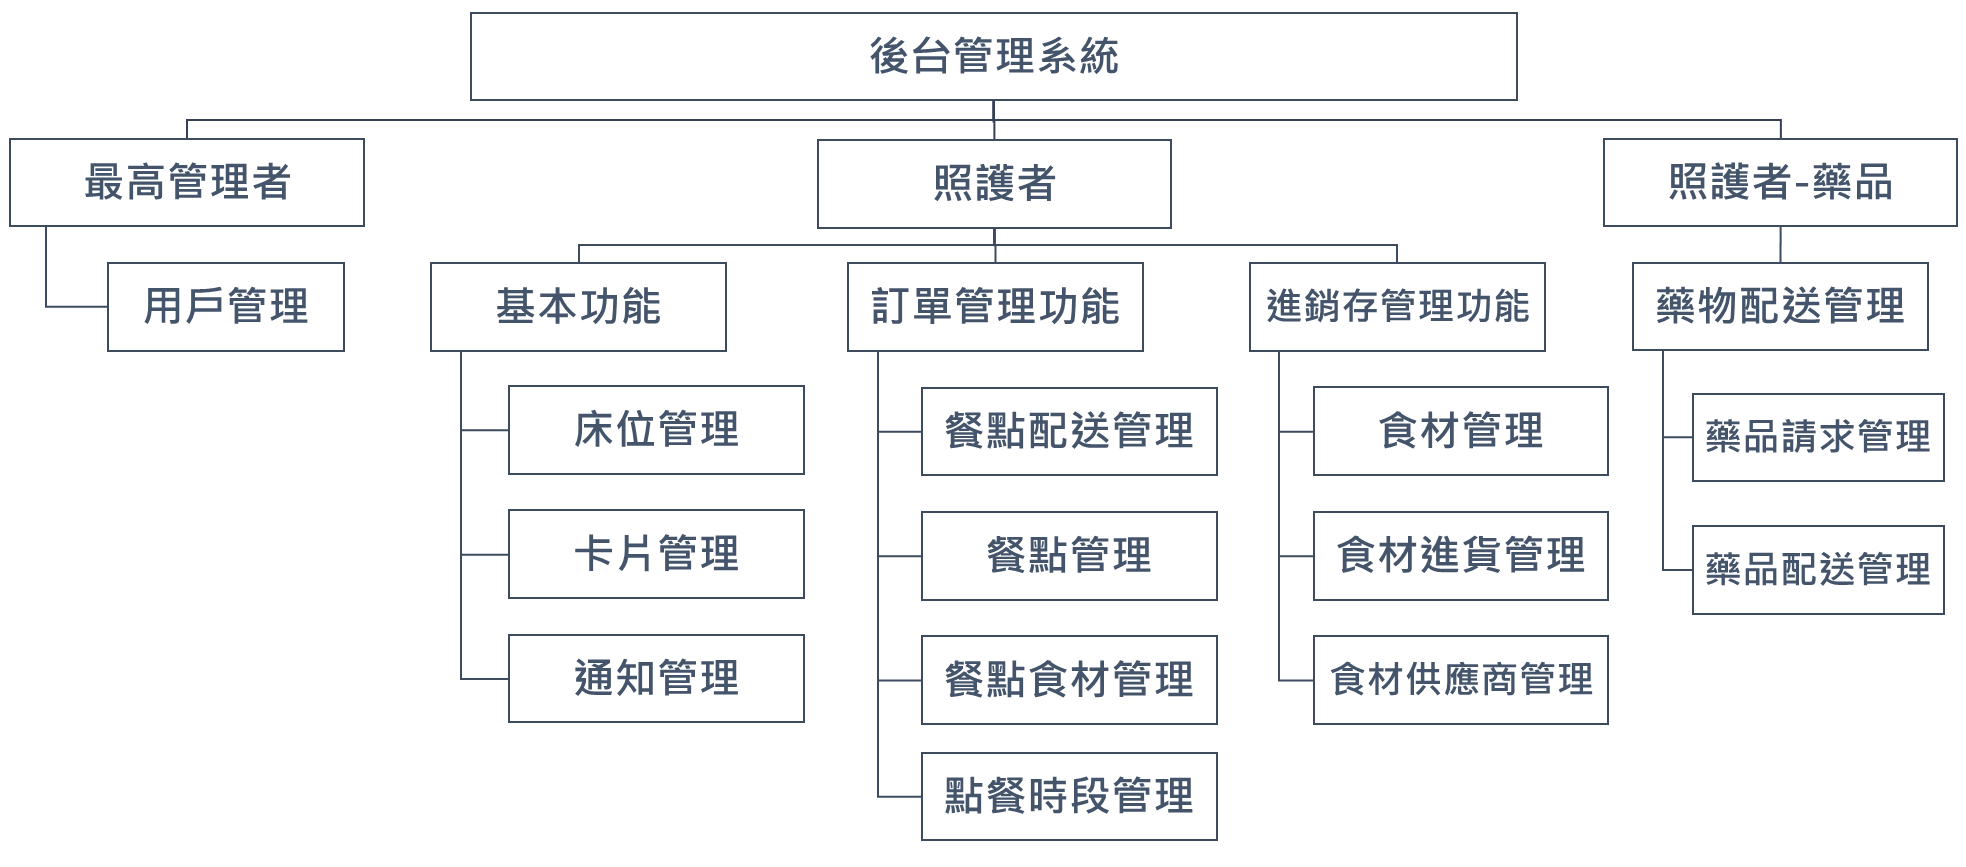 後台管理系統
最高管理者
照護者
照護者-藥品
用戶管理
基本功能
訂單管理功能
進銷存管理功能
藥物配送管理
床位管理
餐點配送管理
食材管理
藥品請求管理
卡片管理
餐點管理
食材進貨管理
藥品配送管理
通知管理
餐點食材管理
食材供應商管理
點餐時段管理